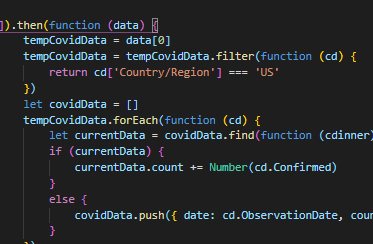 ]).then(function (data) {
tempCovidData = data[0]
tempCovidData = tempCovidData.filter(function (cd) {
return cd['Country/Region'] === 'US'
})
let covidData = []
tempCovidData.forEach(function (cd) {
let currentData = covidData.find(function (cdinner)
if (currentData) {
currentData.count += Number(cd.Confirmed)
}
else {
covidData.push({ date: cd.ObservationDate, cou
}